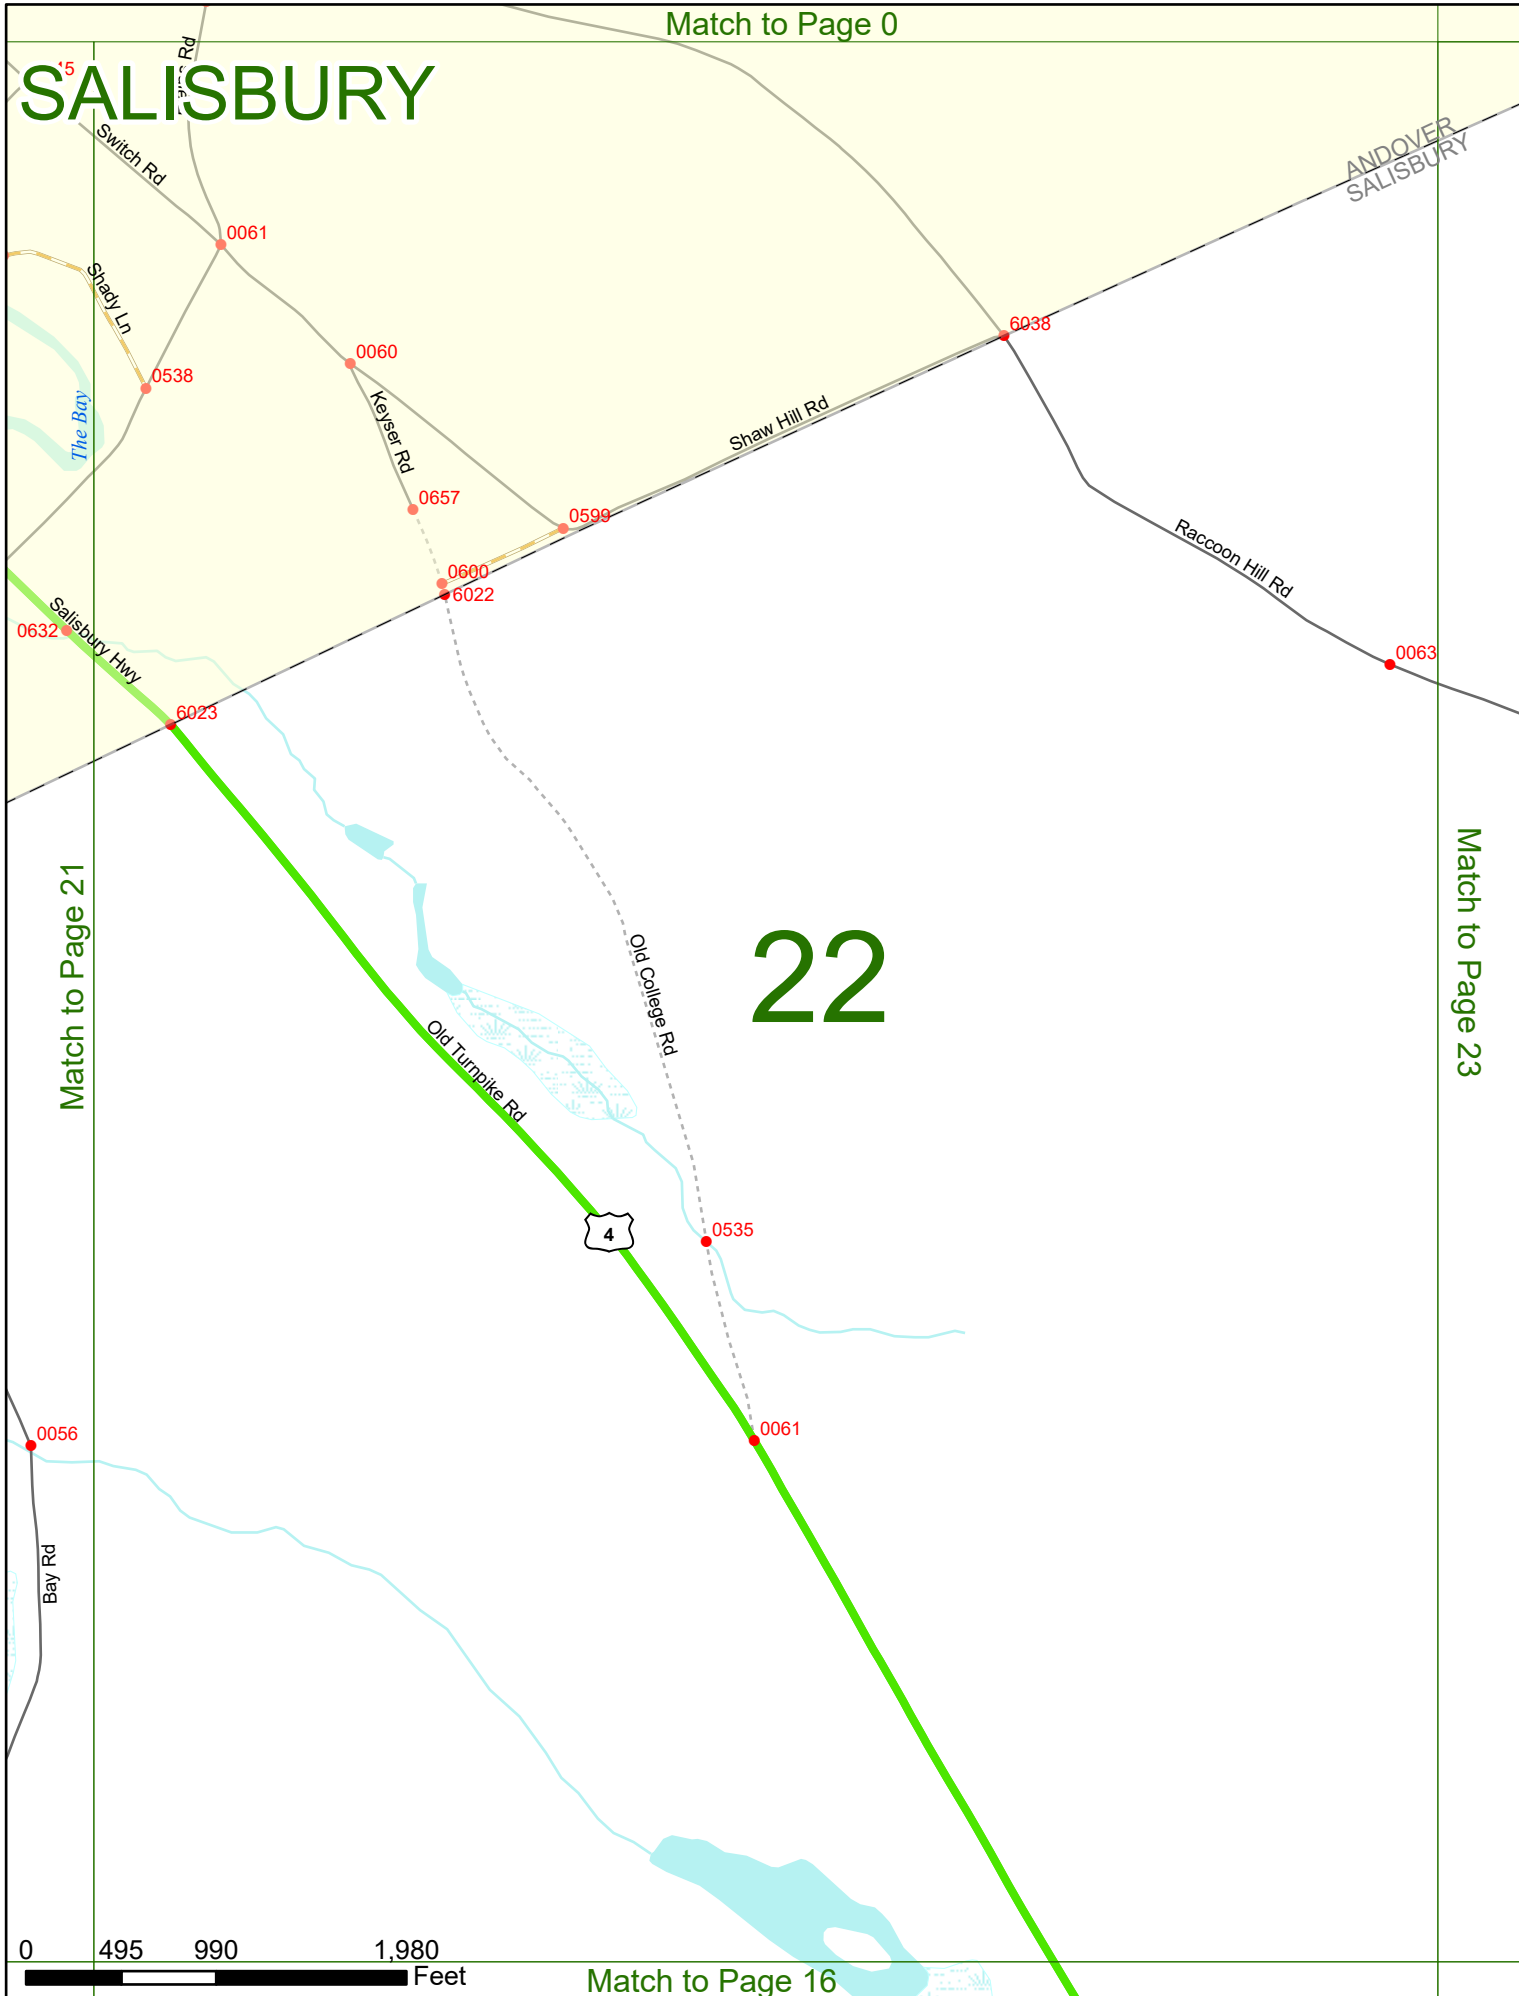 Match to Page 0
SALISBURY
Rd
Switch Rd
ANDOVER
SALISBURY
0061
Shady Ln
6038
0060
0538
The Bay
Keyser Rd
Shaw Hill Rd
0657
0599
Raccoon Hill Rd
0600
6022
Salisbury Hwy
0632
0063
6023
Match to Page 21
Match to Page 23
22
Old College Rd
Old Turnpike Rd
4
0535
0061
0056
Bay Rd
0 495 990 1,980
Feet
Match to Page 16